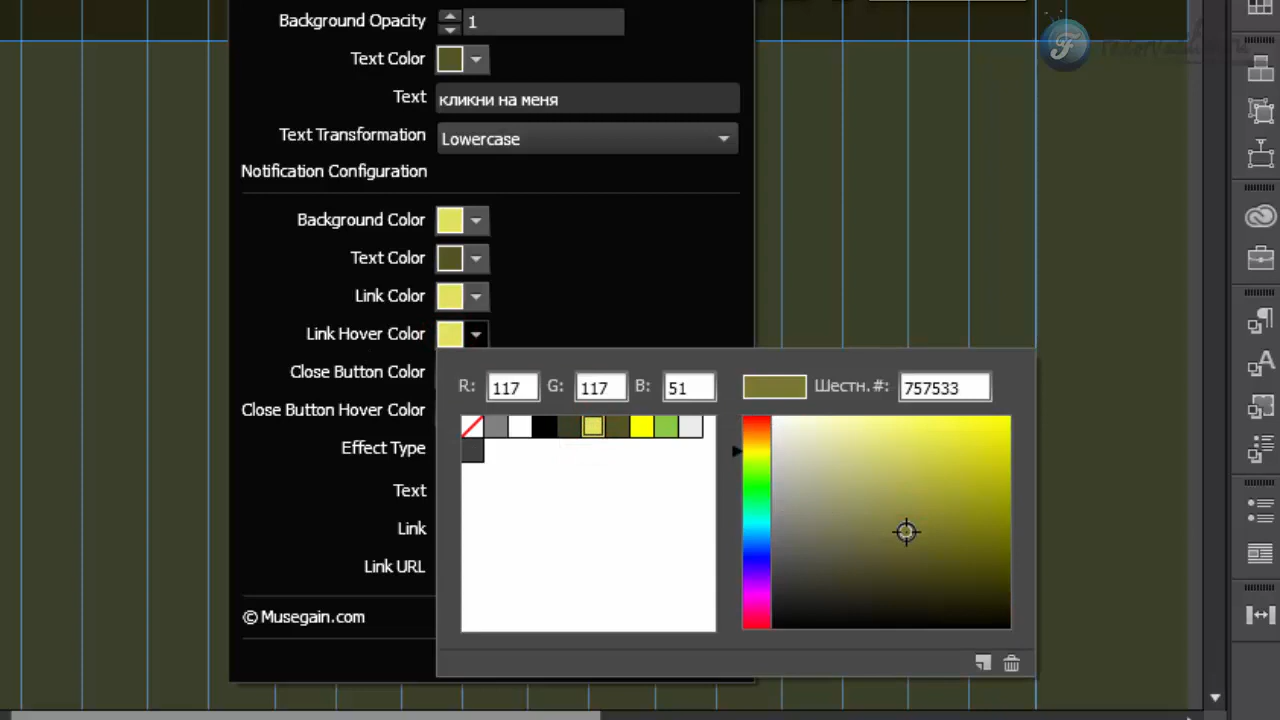 Background Opacity 1
Text Color
Text кликни на меня
Text Transformation Lowercase
Notification Configuration
Background Color
Text Color
Link Color
Link Hover Color
Close Button Color
R: 117 G: 117 B: 51 Шестн.#: 757533
Close Button Hover Color
Effect Type
Text
Link
Link URL
© Musegain.com